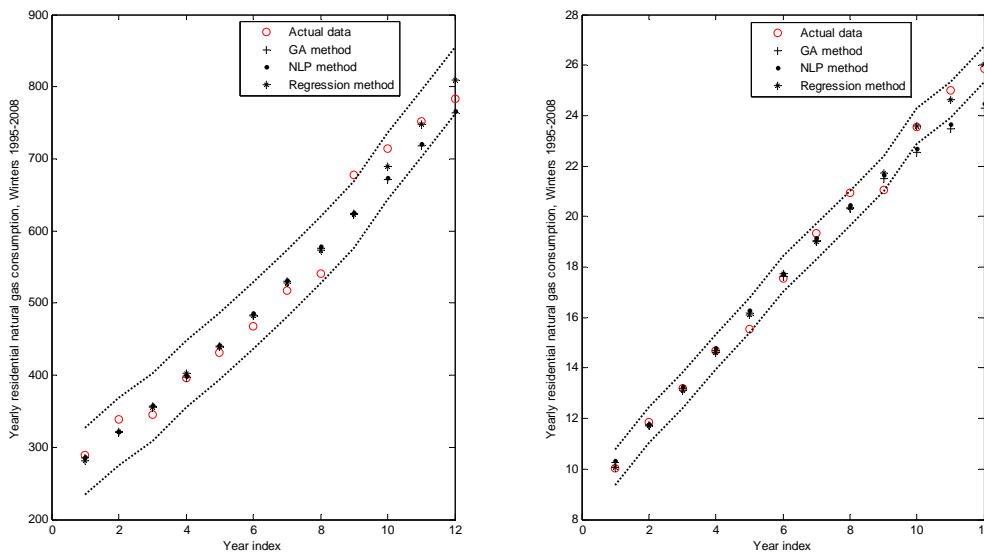 900
800
700
600
500
400
300
200
0
2
4
6
8
10
12
Year index
Yearly residential natural gas consumption, Winters 1995-2008
Actual data
GA method
NLP method
Regression method
28
26
24
22
20
18
16
14
12
10
8
0
2
4
6
8
10
12
Year index
Yearly residential natural gas consumption, Winters 1995-2008
Actual data
GA method
NLP method
Regression method